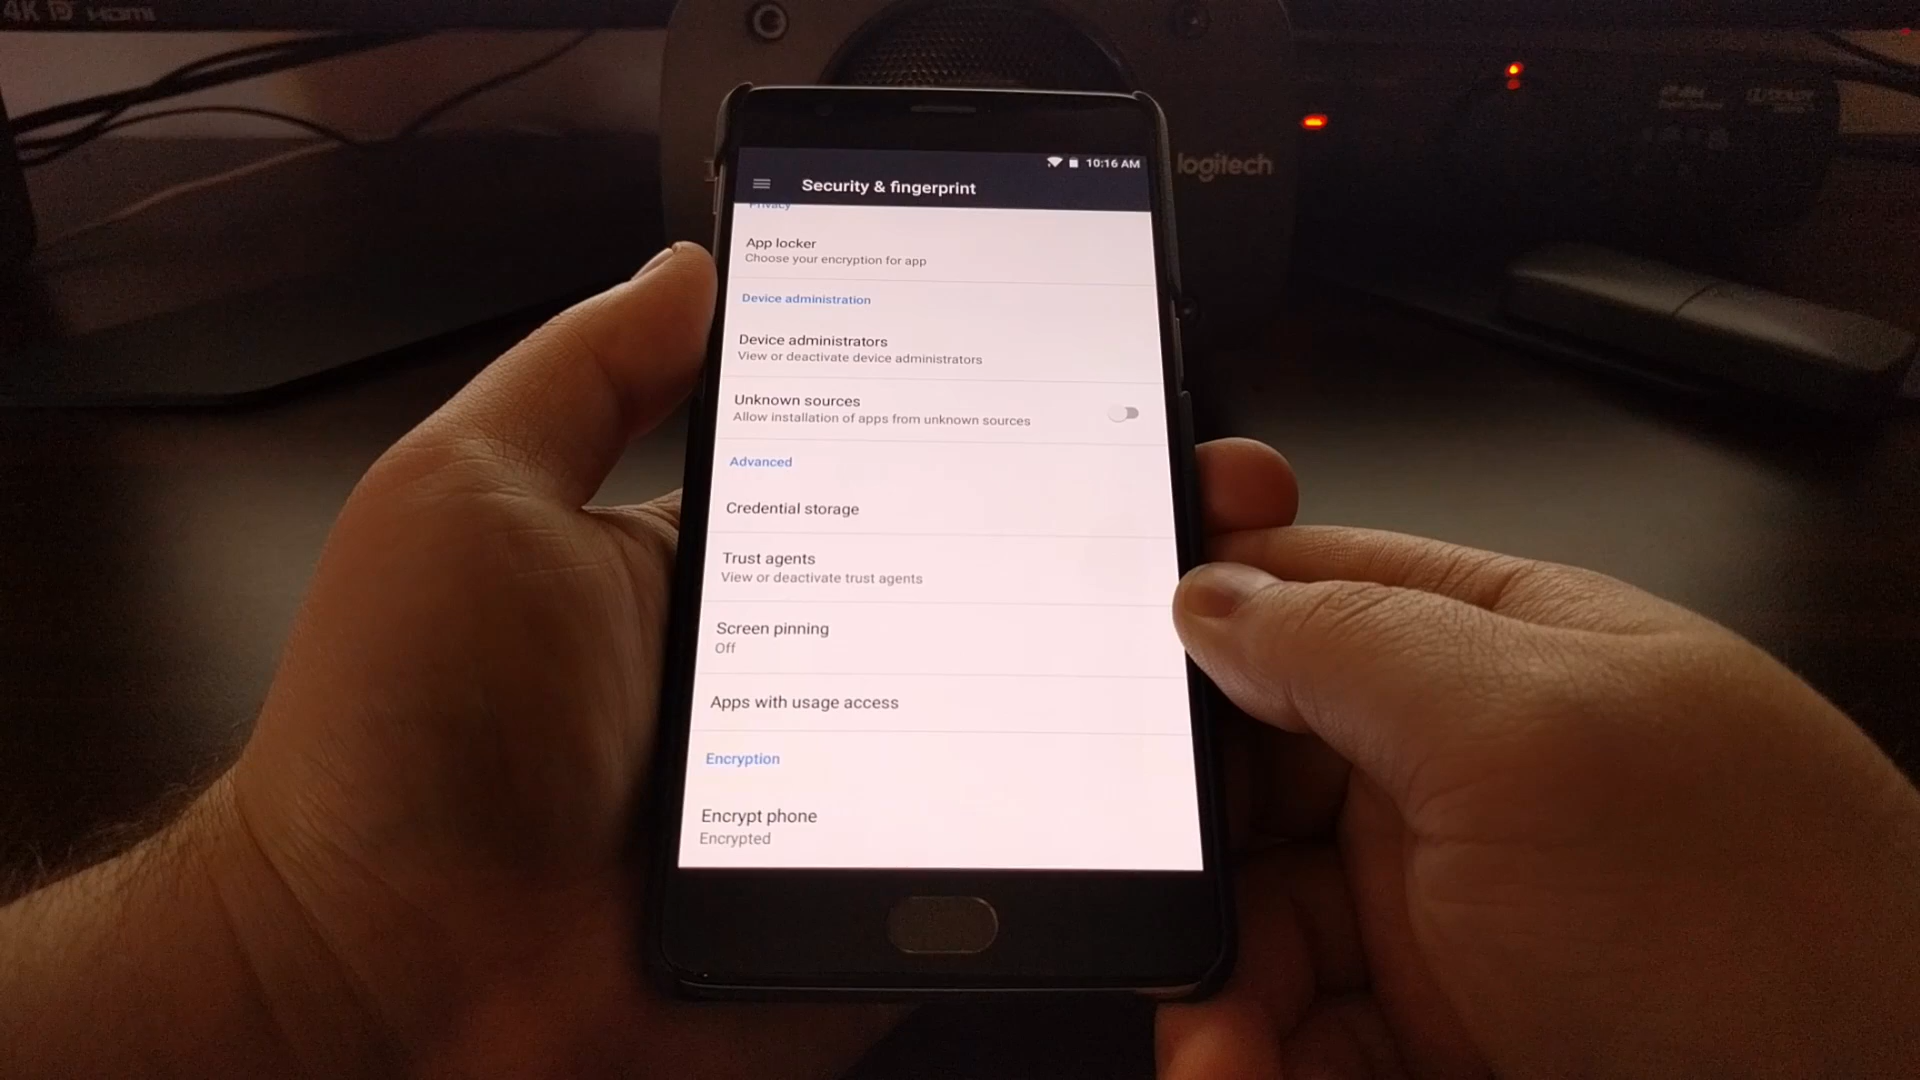 4K HDMI
logitech
10:16 AM
Security & fingerprint
Privacy
App locker
Choose your encryption for app
Device administration
Device administrators
View or deactivate device administrators
Unknown sources
Allow installation of apps from unknown sources
Advanced
Credential storage
Trust agents
View or deactivate trust agents
Screen pinning
Off
Apps with usage access
Encryption
Encrypt phone
Encrypted